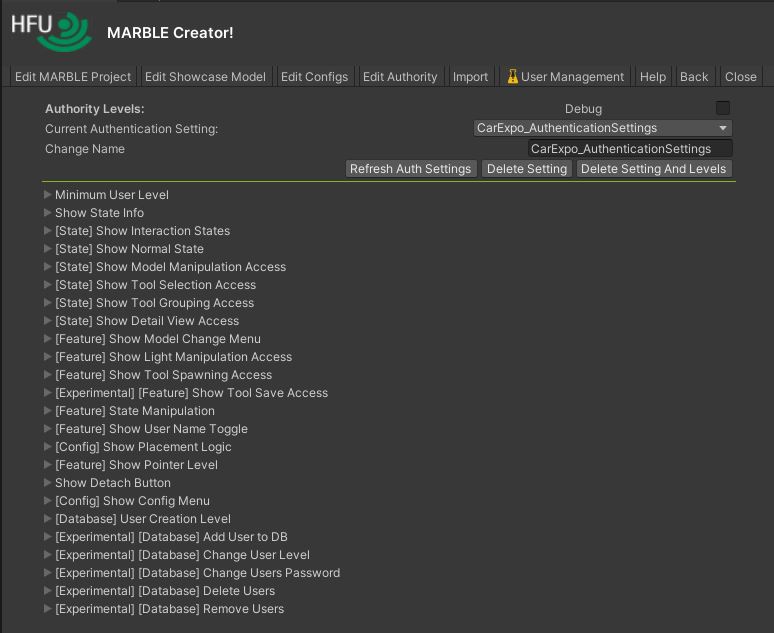 HFU
MARBLE Creator!
Edit MARBLE Project Edit Showcase Model Edit Configs Edit Authority Import User Management Help Back Close
Authority Levels: Debug
Current Authentication Setting: CarExpo_AuthenticationSettings
Change Name CarExpo_AuthenticationSettings
Refresh Auth Settings Delete Setting Delete Setting And Levels
Minimum User Level
Show State Info
[State] Show Interaction States
[State] Show Normal State
[State] Show Model Manipulation Access
[State] Show Tool Selection Access
[State] Show Tool Grouping Access
[State] Show Detail View Access
[Feature] Show Model Change Menu
[Feature] Show Light Manipulation Access
[Feature] Show Tool Spawning Access
[Experimental] [Feature] Show Tool Save Access
[Feature] State Manipulation
[Feature] Show User Name Toggle
[Config] Show Placement Logic
[Feature] Show Pointer Level
Show Detach Button
[Config] Show Config Menu
[Database] User Creation Level
[Experimental] [Database] Add User to DB
[Experimental] [Database] Change User Level
[Experimental] [Database] Change Users Password
[Experimental] [Database] Delete Users
[Experimental] [Database] Remove Users